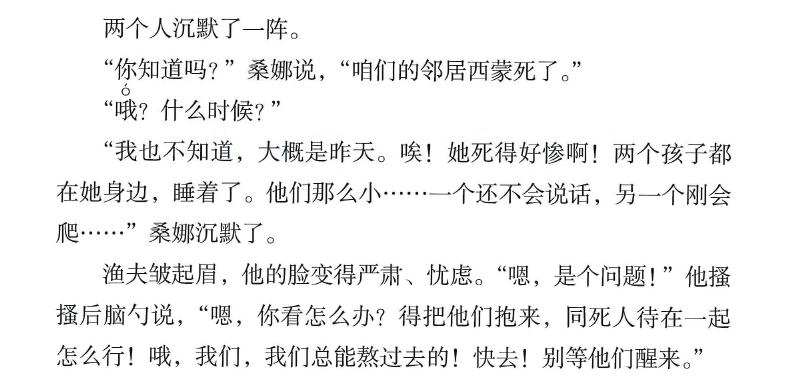 两个人沉默了一阵。
“你知道吗？”桑娜说，“咱们的邻居西蒙死了。”
ó
“哦？什么时候？”
“我也不知道，大概是昨天。唉！她死得好惨啊！两个孩子都
在她身边，睡着了。他们那么小……一个还不会说话，另一个刚会
爬……”桑娜沉默了。
渔夫皱起眉，他的脸变得严肃、忧虑。“嗯，是个问题！”他搔
搔后脑勺说，“嗯，你看怎么办？得把他们抱来，同死人待在一起
怎么行！哦，我们，我们总能熬过去的！快去！别等他们醒来。”